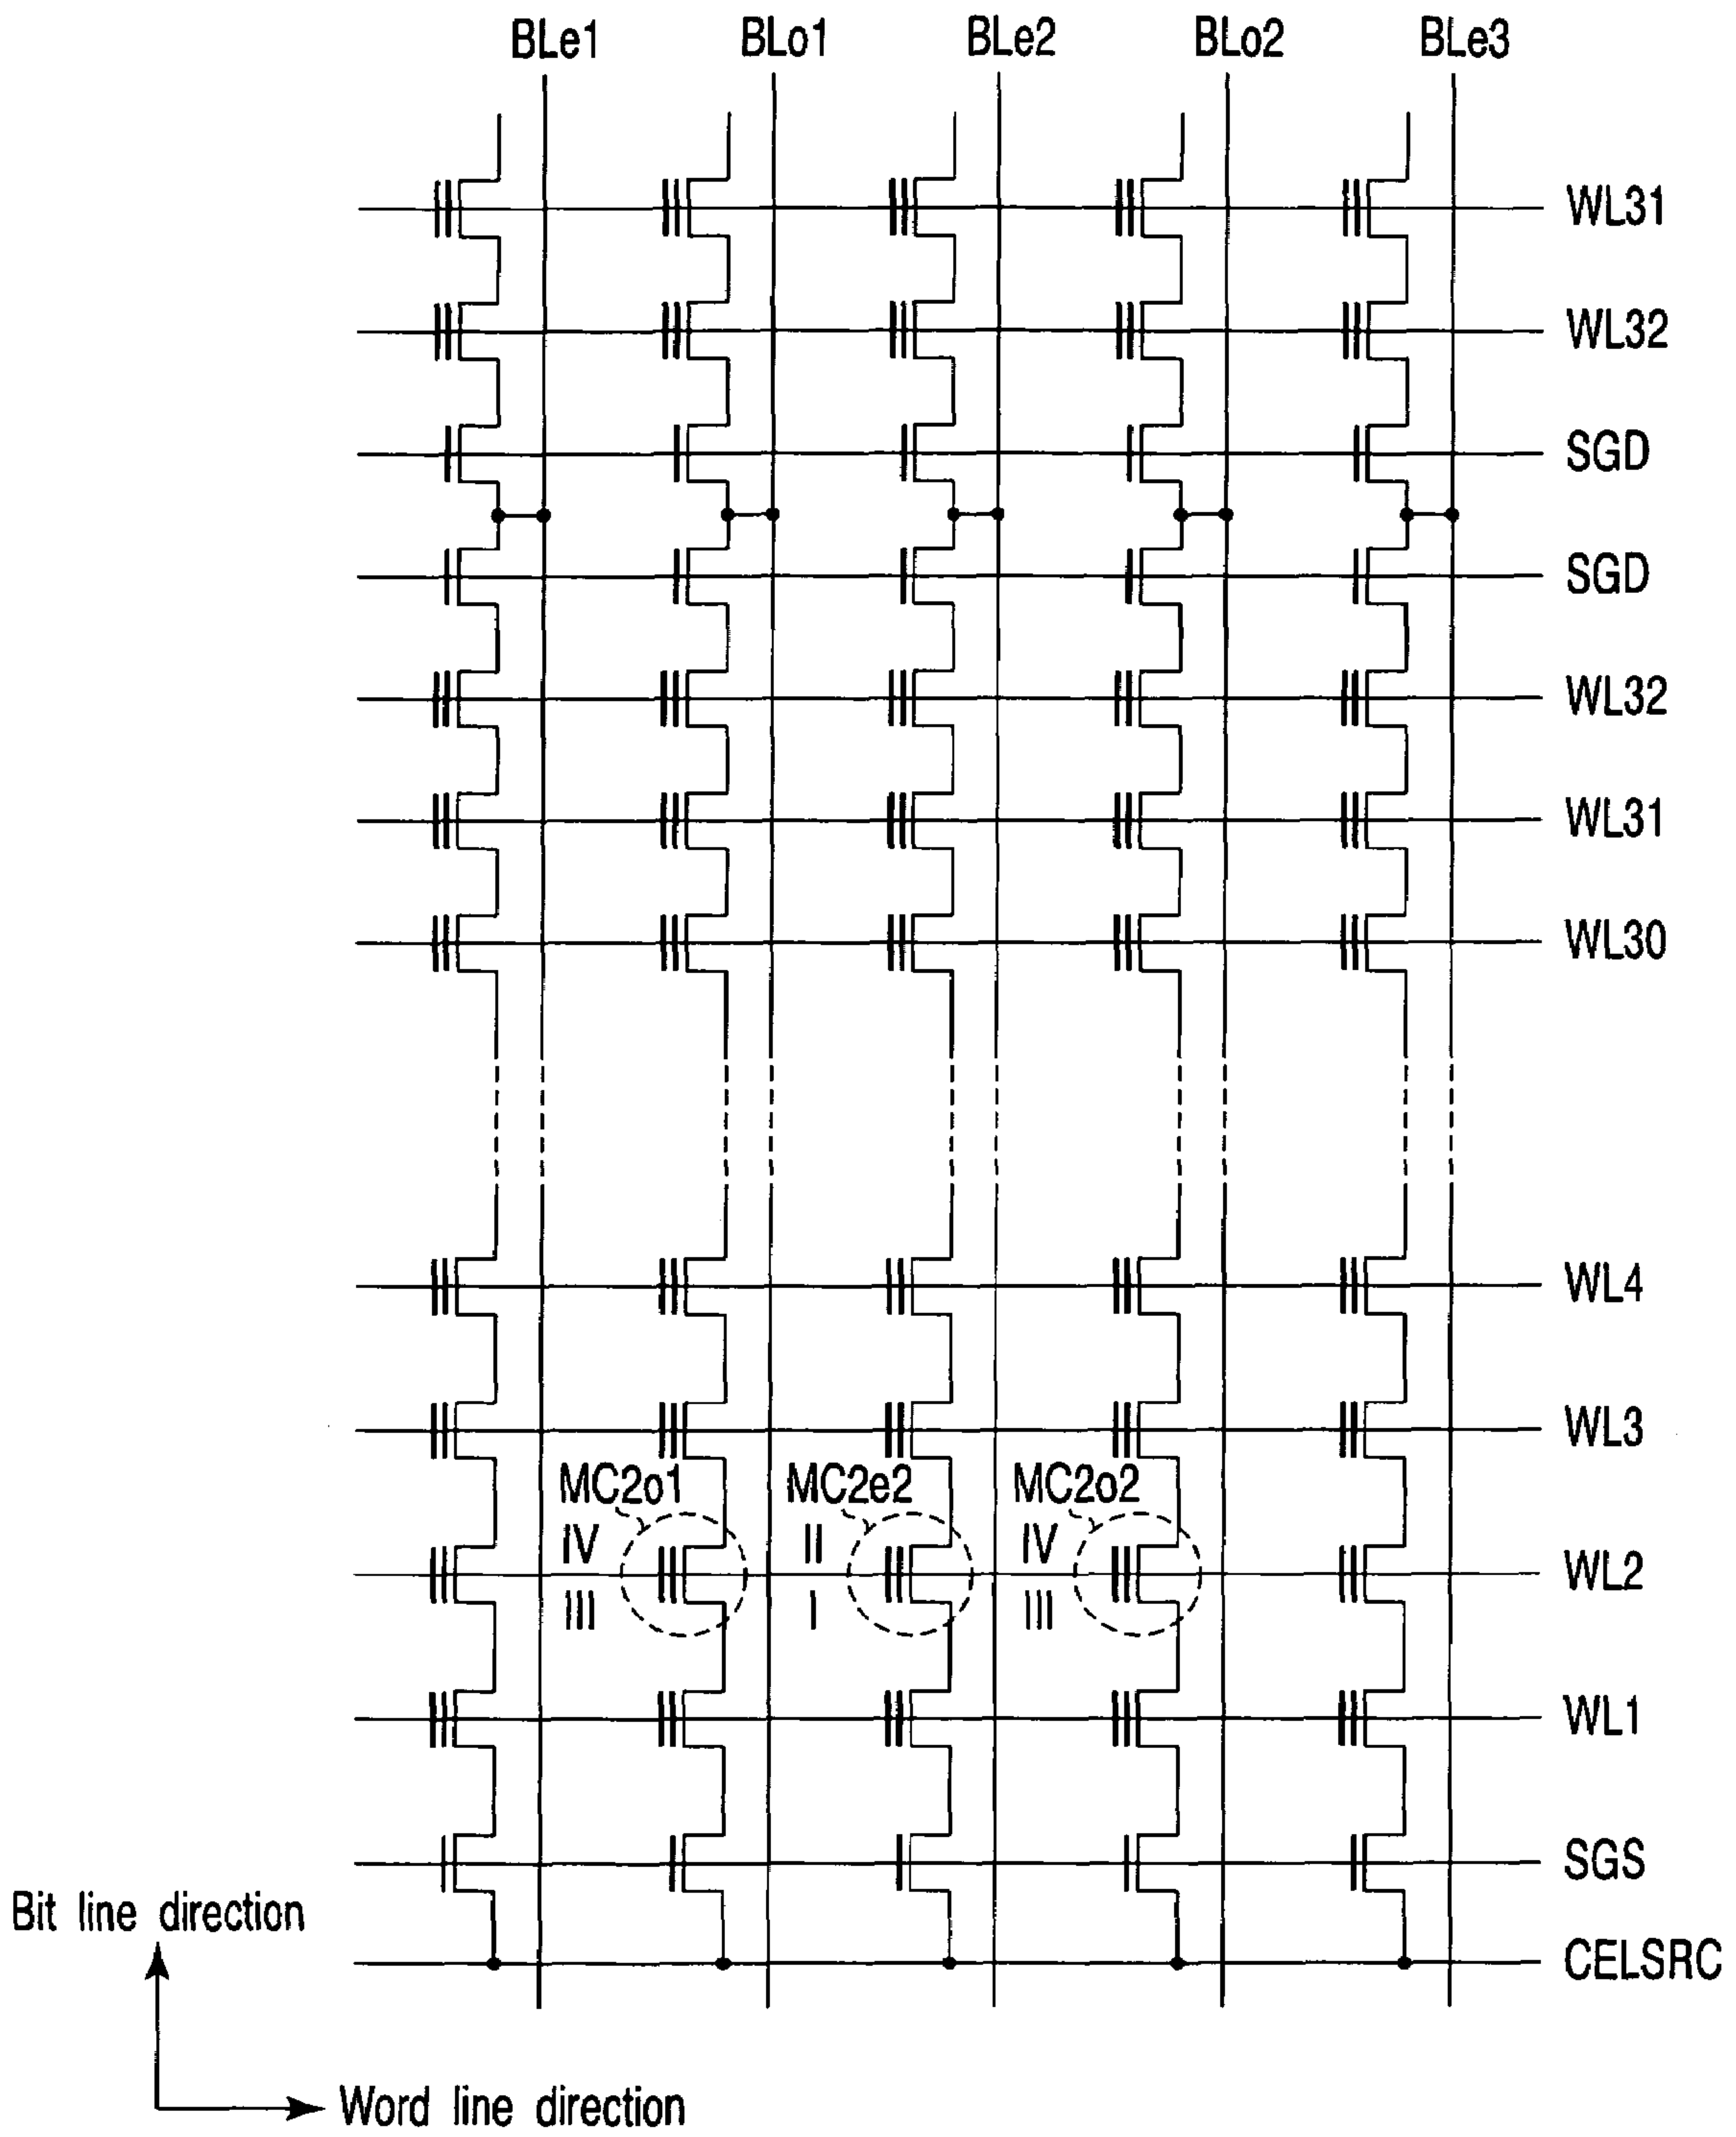 BLe1 BLo1 BLe2 BLo2 BLe3
WL31
WL32
SGD
SGD
WL32
WL31
WL30
WL4
WL3
MC2o1 MC2e2 MC2o2
IV II IV
WL2
III I III
WL1
SGS
Bit line direction
CELSRC
Word line direction